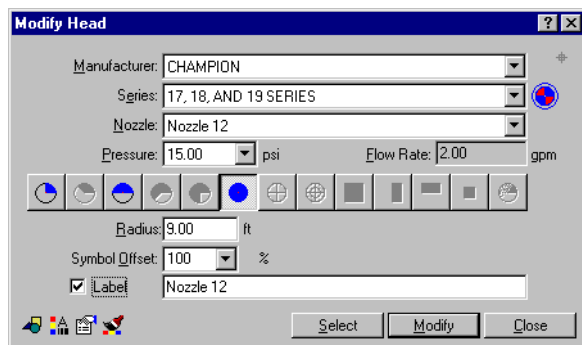 Modify Head
Manufacturer: CHAMPION
Series: 17, 18, AND 19 SERIES
Nozzle: Nozzle 12
Pressure: 15.00 psi Flow Rate: 2.00 gpm
Radius: 9.00 ft
Symbol Offset: 100 %
Label Nozzle 12
Select Modify Close